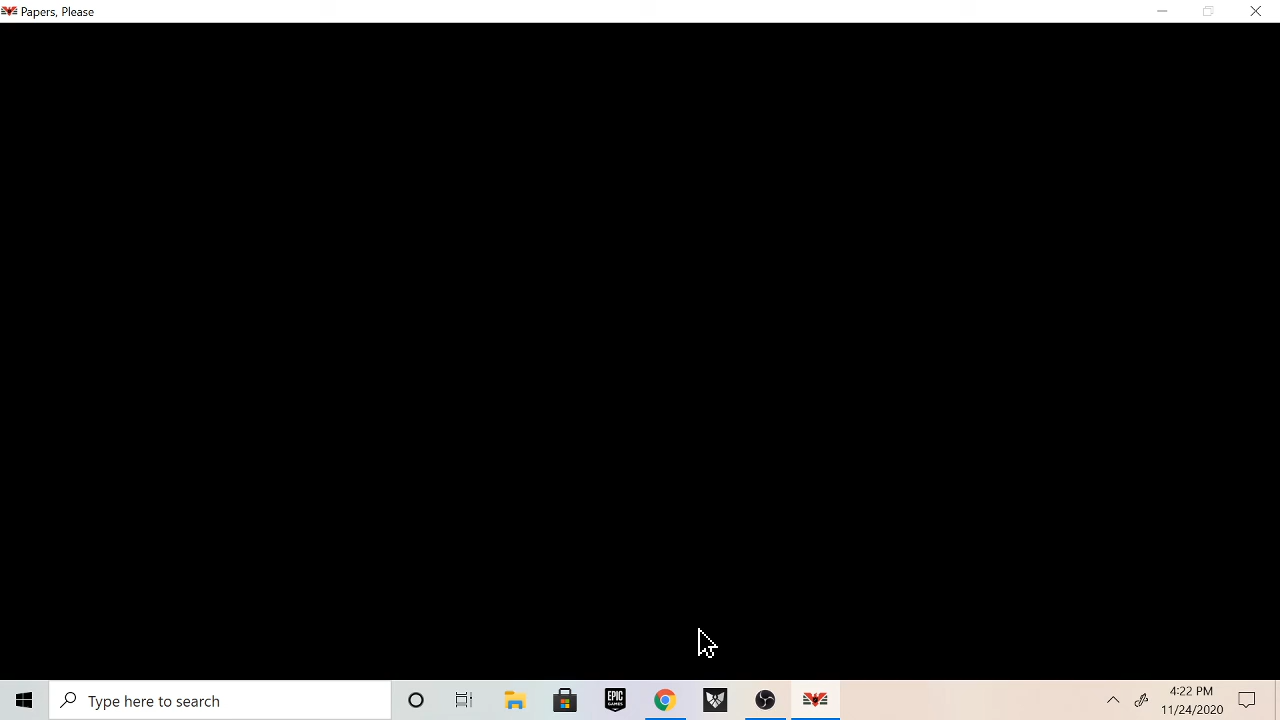 Papers, Please
Type here to search
EPIC
GAMES
4:22 PM
11/24/2020